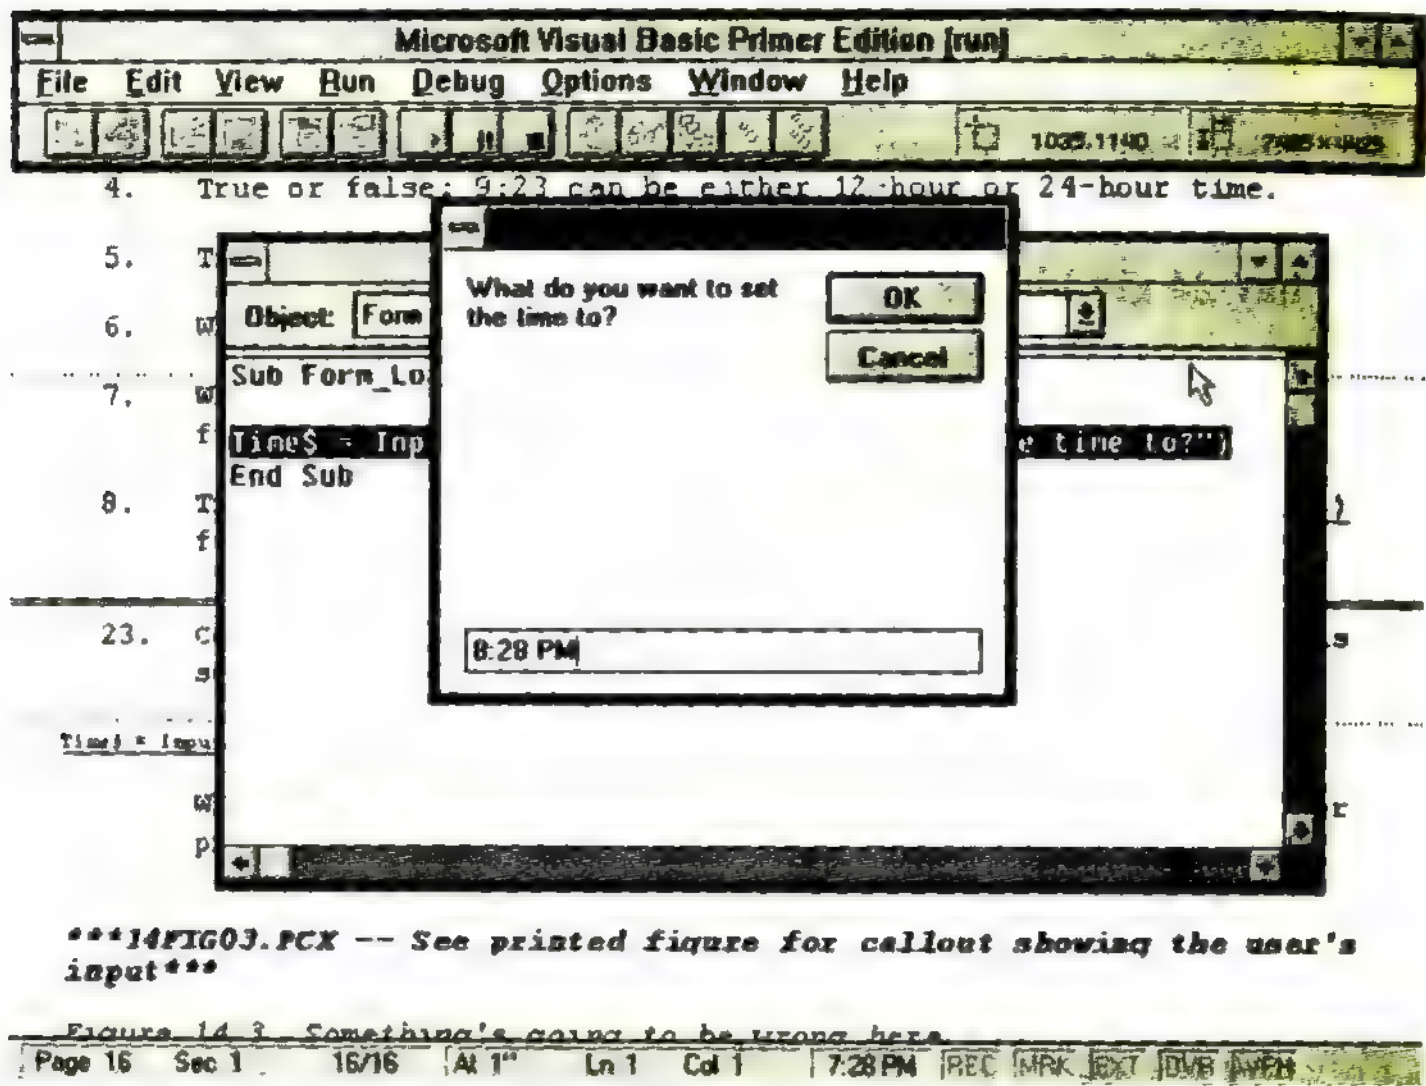 Microsoft Visual Basic Primer Edition [run]
File Edit View Run Debug Options Window Help
1035,1140
4. True or false: 9:23 can be either 12-hour or 24-hour time.
5. T
6. W
Object: Form
What do you want to set
the time to?
OK
Cancel
Sub Form_Lo
7. W
f
Time$ = Inp e time to?")
End Sub
8. T )
f
23. C s
s
8:28 PM
Time$ = Inpu
w r
p
***14FIG03.PCX -- See printed figure for callout showing the user's
input***
Figure 14.3. Something's going to be wrong here.
Page 16 Sec 1 16/16 At 1" Ln 1 Col 1 7:28 PM REC MRK EXT OVR WPH